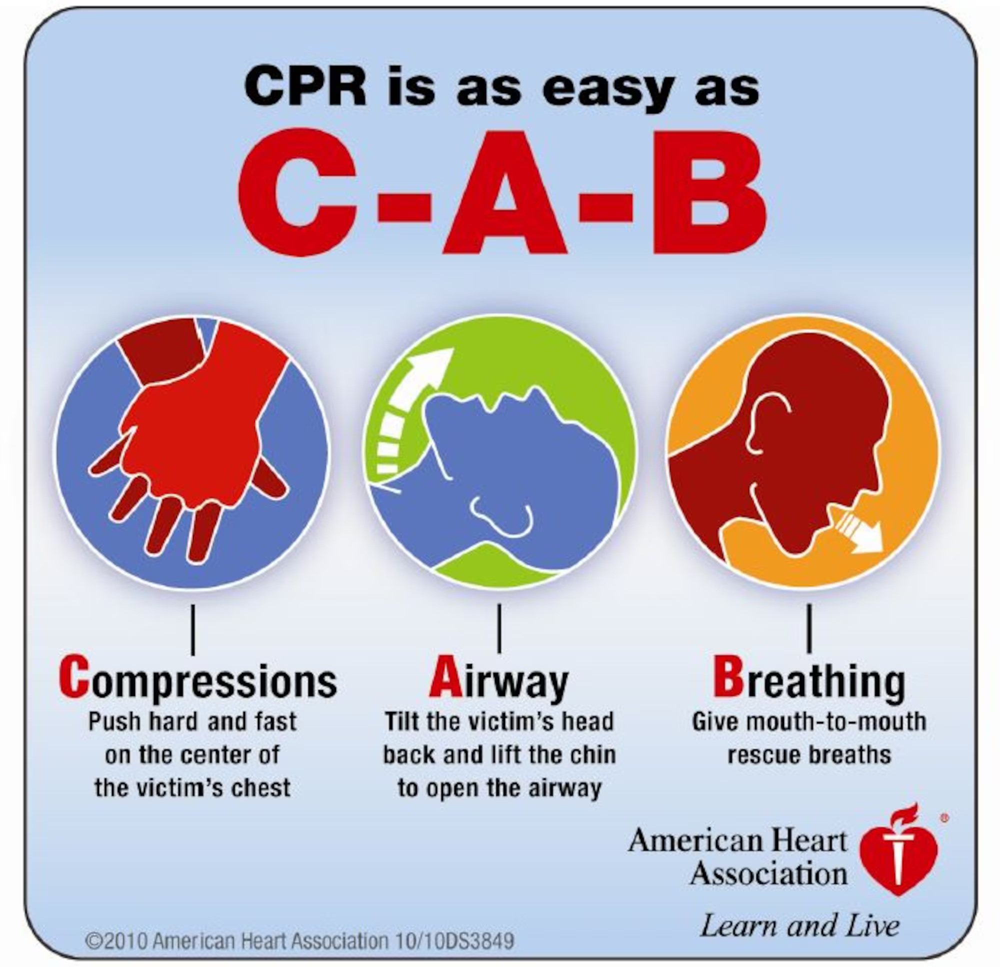 CPR is as easy as
C-A-B
Compressions
Push hard and fast
on the center of
the victim's chest
Airway
Tilt the victim's head
back and lift the chin
to open the airway
Breathing
Give mouth-to-mouth
rescue breaths
American Heart
Association
®
Learn and Live
©2010 American Heart Association 10/10DS3849